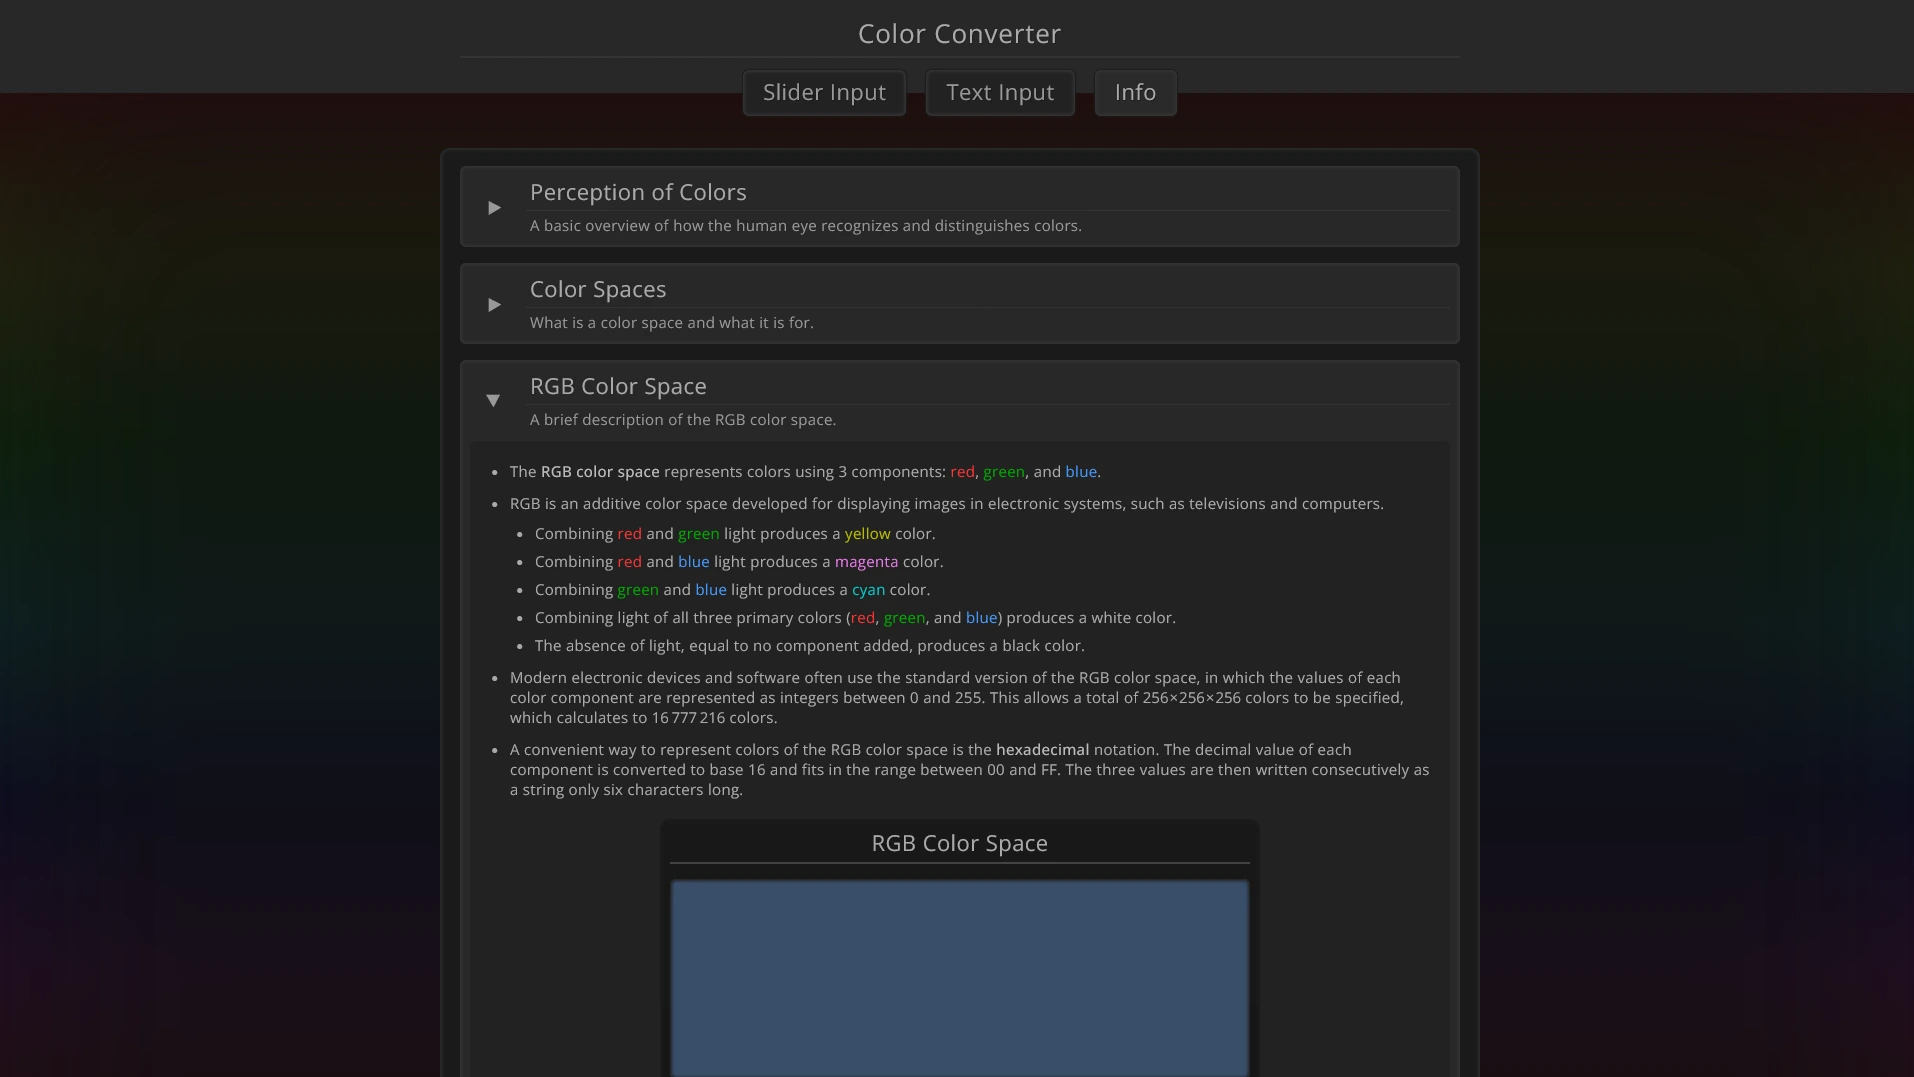 Color Converter
Slider Input
Text Input
Info
Perception of Colors
A basic overview of how the human eye recognizes and distinguishes colors.
Color Spaces
What is a color space and what it is for.
RGB Color Space
A brief description of the RGB color space.
The RGB color space represents colors using 3 components: red, green, and blue.
RGB is an additive color space developed for displaying images in electronic systems, such as televisions and computers.
Combining red and green light produces a yellow color.
Combining red and blue light produces a magenta color.
Combining green and blue light produces a cyan color.
Combining light of all three primary colors (red, green, and blue) produces a white color.
The absence of light, equal to no component added, produces a black color.
Modern electronic devices and software often use the standard version of the RGB color space, in which the values of each
color component are represented as integers between 0 and 255. This allows a total of 256×256×256 colors to be specified,
which calculates to 16 777 216 colors.
A convenient way to represent colors of the RGB color space is the hexadecimal notation. The decimal value of each
component is converted to base 16 and fits in the range between 00 and FF. The three values are then written consecutively as
a string only six characters long.
RGB Color Space